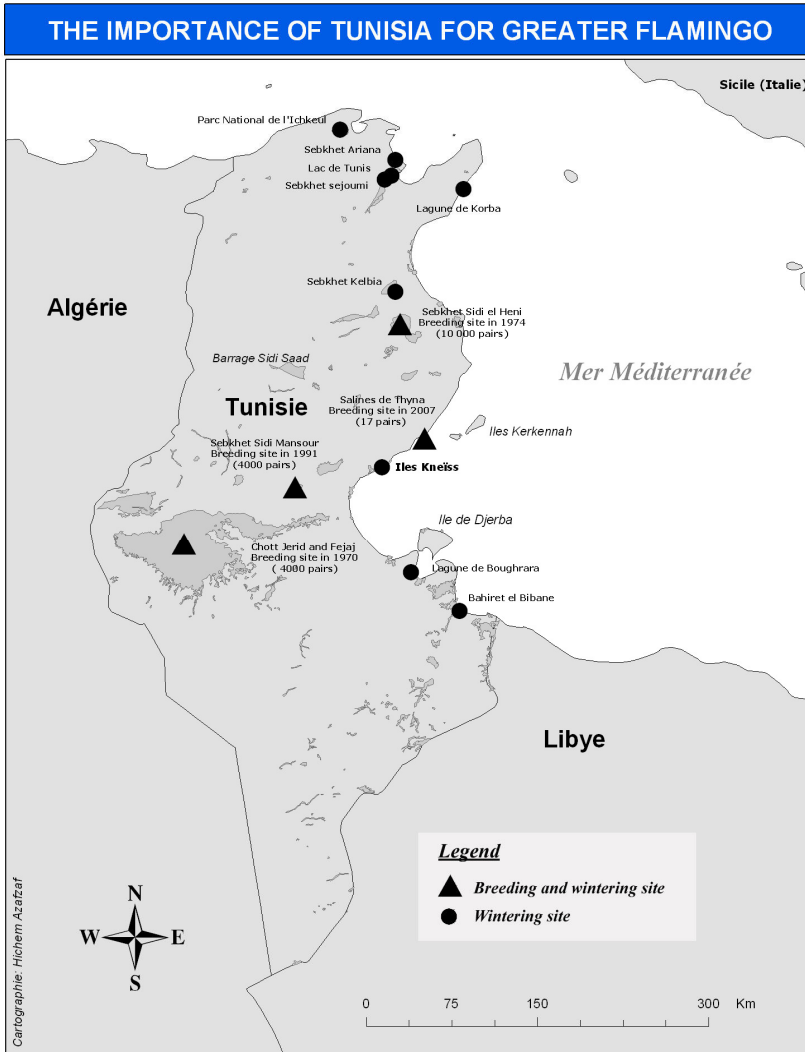 THE IMPORTANCE OF TUNISIA FOR GREATER FLAMINGO
Sicile (Italie)
Parc National de l'Ichkeul
Sebkhet Ariana
Lac de Tunis
Sebkhet sejoumi
Lagune de Korba
Sebkhet Kelbia
Algérie
Sebkhet Sidi el Heni
Breeding site in 1974
(10 000 pairs)
Barrage Sidi Saad
Mer Méditerranée
Tunisie
Salines de Thyna
Breeding site in 2007
(17 pairs)
Iles Kerkennah
Sebkhet Sidi Mansour
Breeding site in 1991
(4000 pairs)
Iles Kneïss
Ile de Djerba
Chott Jerid and Fejaj
Breeding site in 1970
( 4000 pairs)
Lagune de Boughrara
Bahiret el Bibane
Libye
Legend
Breeding and wintering site
Wintering site
N
W
E
S
0 75 150 300 Km
Cartographie: Hichem Azafzaf